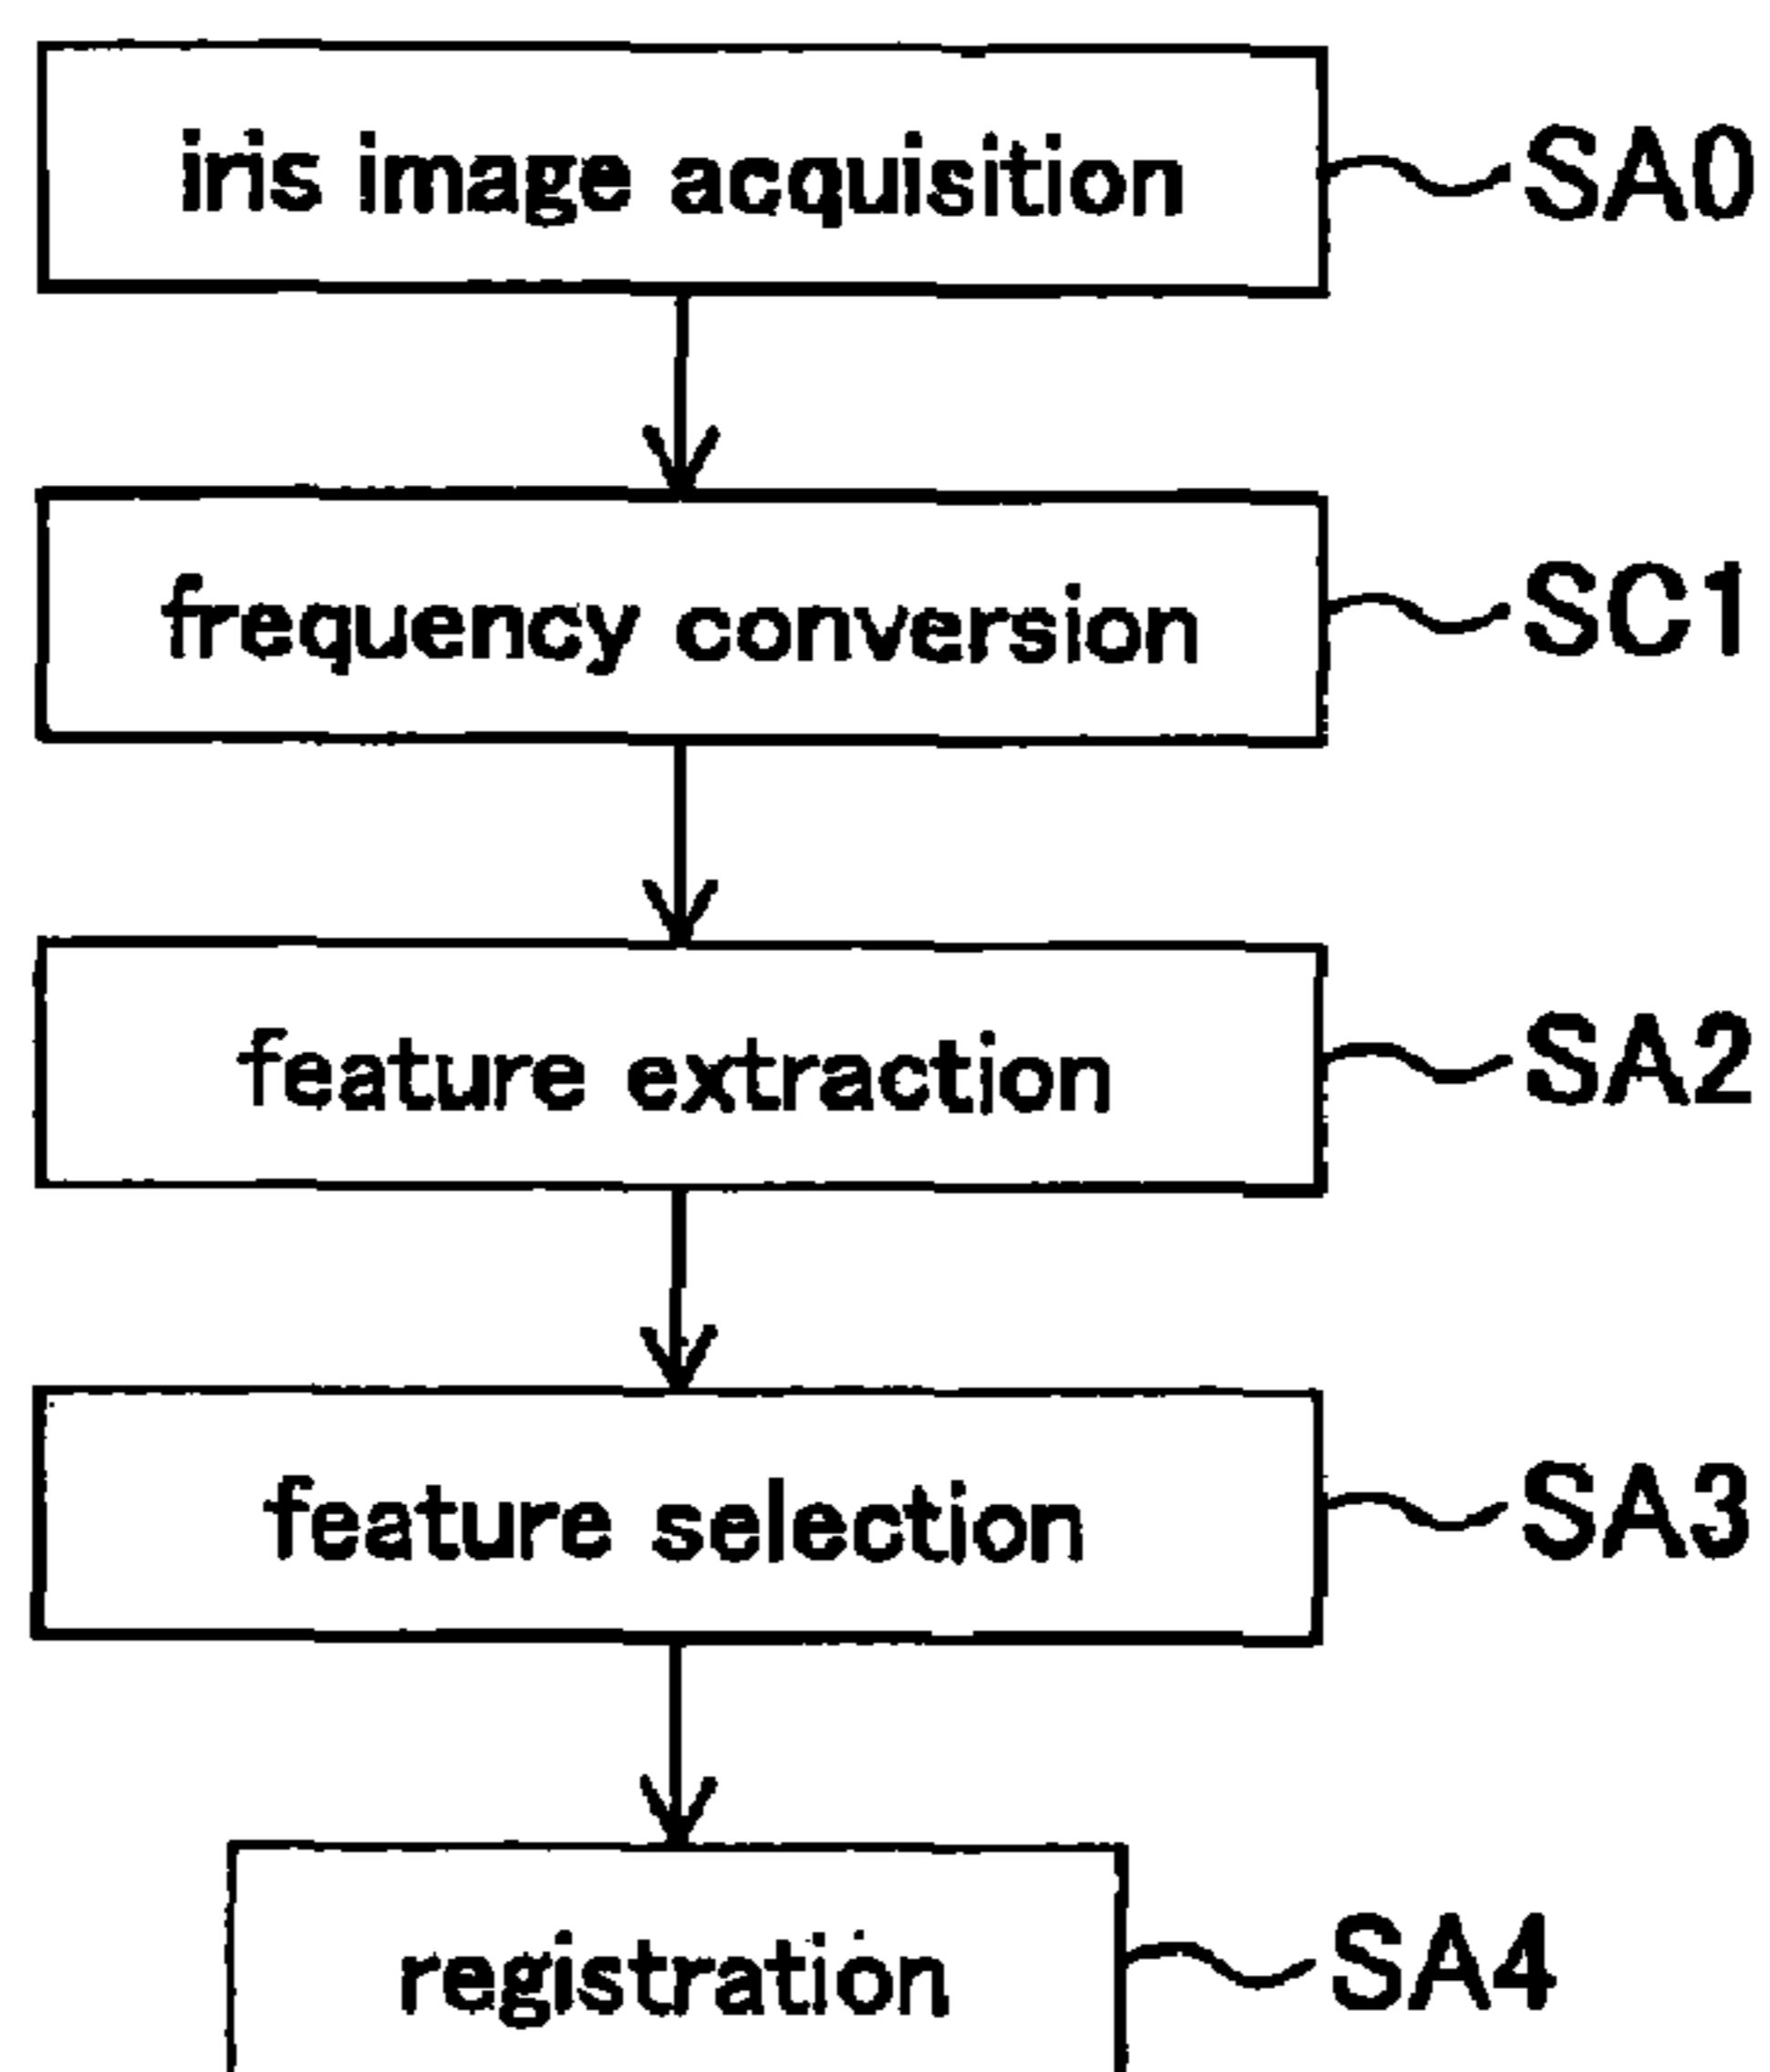 iris image acquisition SA0
frequency conversion SC1
feature extraction SA2
feature selection SA3
registration SA4